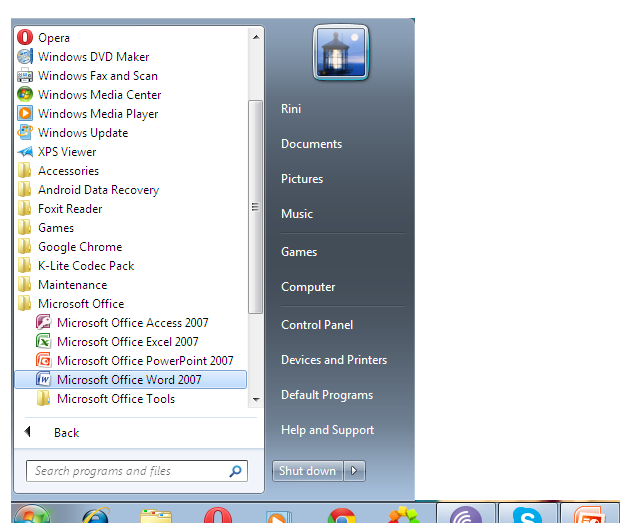 Opera
Windows DVD Maker
Windows Fax and Scan
Windows Media Center
Windows Media Player
Windows Update
XPS Viewer
Accessories
Android Data Recovery
Foxit Reader
Games
Google Chrome
K-Lite Codec Pack
Maintenance
Microsoft Office
Microsoft Office Access 2007
Microsoft Office Excel 2007
Microsoft Office PowerPoint 2007
Microsoft Office Word 2007
Microsoft Office Tools
Back
Search programs and files
Rini
Documents
Pictures
Music
Games
Computer
Control Panel
Devices and Printers
Default Programs
Help and Support
Shut down